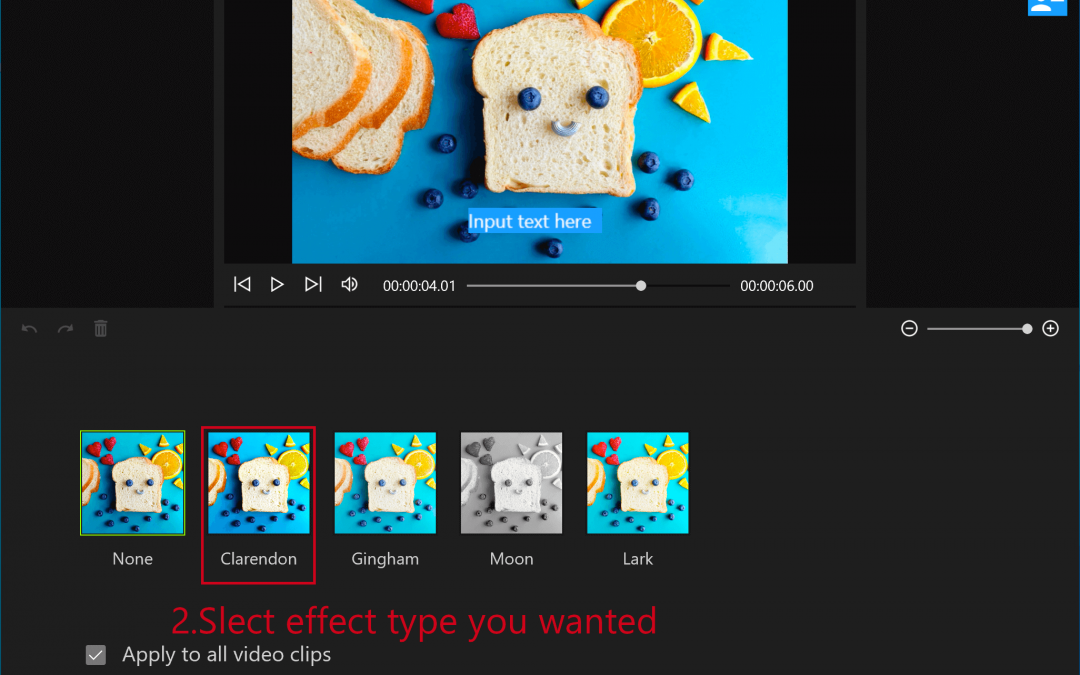 Input text here
00:00:04.01
00:00:06.00
None
Clarendon
Gingham
Moon
Lark
2.Slect effect type you wanted
Apply to all video clips